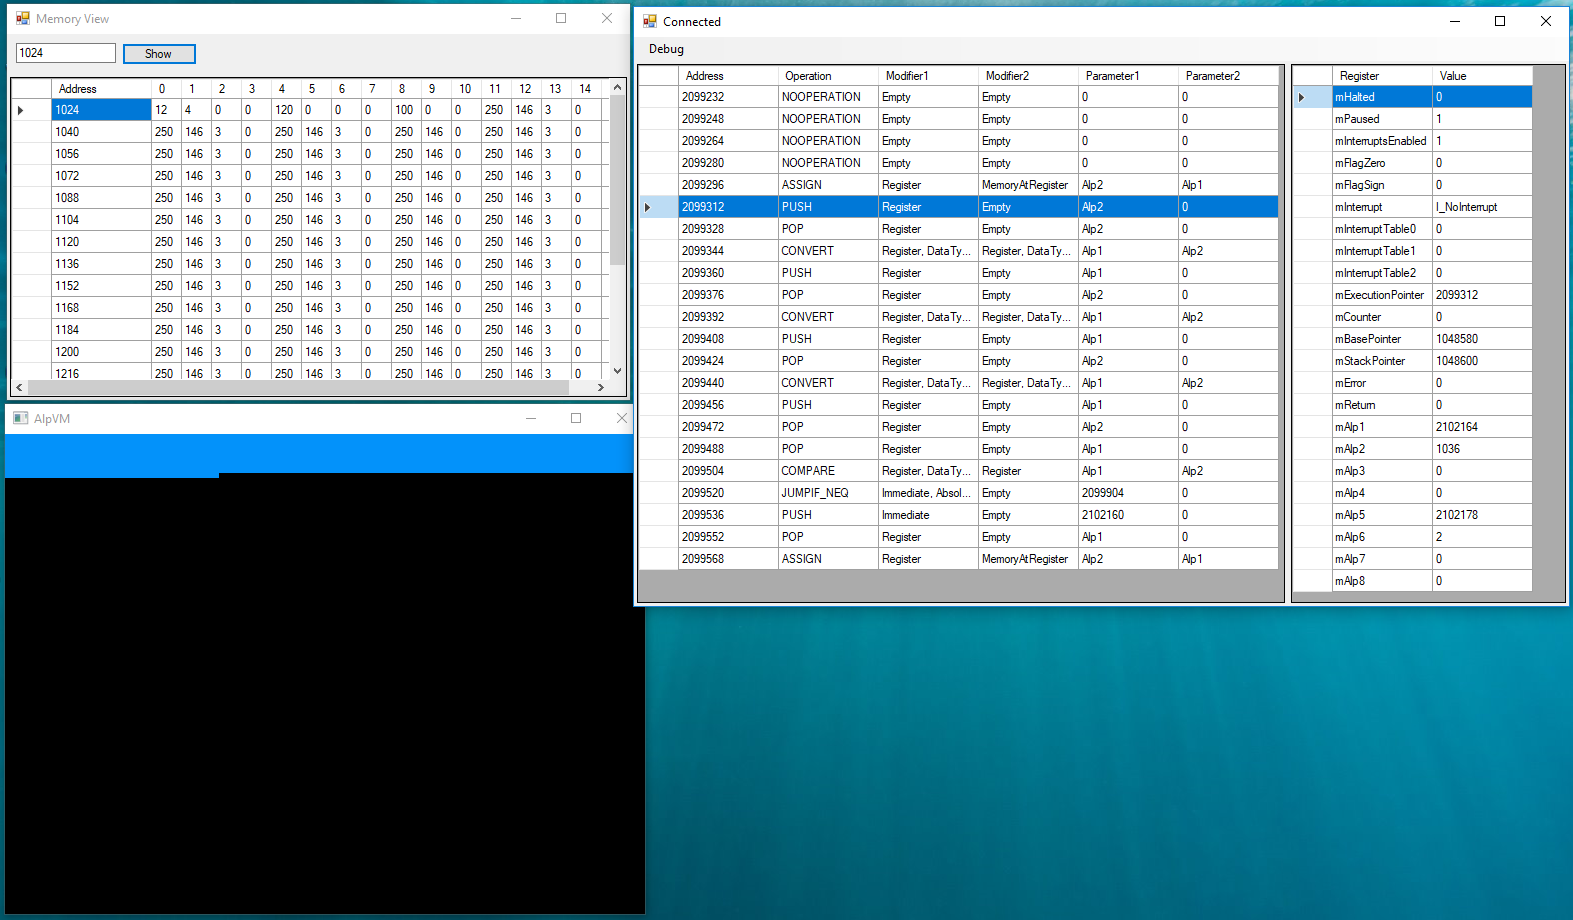 Memory View
1024 Show
Address 0 1 2 3 4 5 6 7 8 9 10 11 12 13 14
1024 12 4 0 0 120 0 0 0 100 0 0 250 146 3 0
1040 250 146 3 0 250 146 3 0 250 146 0 250 146 3 0
1056 250 146 3 0 250 146 3 0 250 146 0 250 146 3 0
1072 250 146 3 0 250 146 3 0 250 146 0 250 146 3 0
1088 250 146 3 0 250 146 3 0 250 146 0 250 146 3 0
1104 250 146 3 0 250 146 3 0 250 146 0 250 146 3 0
1120 250 146 3 0 250 146 3 0 250 146 0 250 146 3 0
1136 250 146 3 0 250 146 3 0 250 146 0 250 146 3 0
1152 250 146 3 0 250 146 3 0 250 146 0 250 146 3 0
1168 250 146 3 0 250 146 3 0 250 146 0 250 146 3 0
1184 250 146 3 0 250 146 3 0 250 146 0 250 146 3 0
1200 250 146 3 0 250 146 3 0 250 146 0 250 146 3 0
1216 250 146 3 0 250 146 3 0 250 146 0 250 146 3 0
AlpVM
Connected
Debug
Address Operation Modifier1 Modifier2 Parameter1 Parameter2
2099232 NOOPERATION Empty Empty 0 0
2099248 NOOPERATION Empty Empty 0 0
2099264 NOOPERATION Empty Empty 0 0
2099280 NOOPERATION Empty Empty 0 0
2099296 ASSIGN Register MemoryAtRegister Alp2 Alp1
2099312 PUSH Register Empty Alp2 0
2099328 POP Register Empty Alp2 0
2099344 CONVERT Register, DataTy... Register, DataTy... Alp1 Alp2
2099360 PUSH Register Empty Alp1 0
2099376 POP Register Empty Alp2 0
2099392 CONVERT Register, DataTy... Register, DataTy... Alp1 Alp2
2099408 PUSH Register Empty Alp1 0
2099424 POP Register Empty Alp2 0
2099440 CONVERT Register, DataTy... Register, DataTy... Alp1 Alp2
2099456 PUSH Register Empty Alp1 0
2099472 POP Register Empty Alp2 0
2099488 POP Register Empty Alp1 0
2099504 COMPARE Register, DataTy... Register Alp1 Alp2
2099520 JUMPIF_NEQ Immediate, Absol... Empty 2099904 0
2099536 PUSH Immediate Empty 2102160 0
2099552 POP Register Empty Alp1 0
2099568 ASSIGN Register MemoryAtRegister Alp2 Alp1
Register Value
mHalted 0
mPaused 1
mInterruptsEnabled 1
mFlagZero 0
mFlagSign 0
mInterrupt I_NoInterrupt
mInterruptTable0 0
mInterruptTable1 0
mInterruptTable2 0
mExecutionPointer 2099312
mCounter 0
mBasePointer 1048580
mStackPointer 1048600
mError 0
mReturn 0
mAlp1 2102164
mAlp2 1036
mAlp3 0
mAlp4 0
mAlp5 2102178
mAlp6 2
mAlp7 0
mAlp8 0